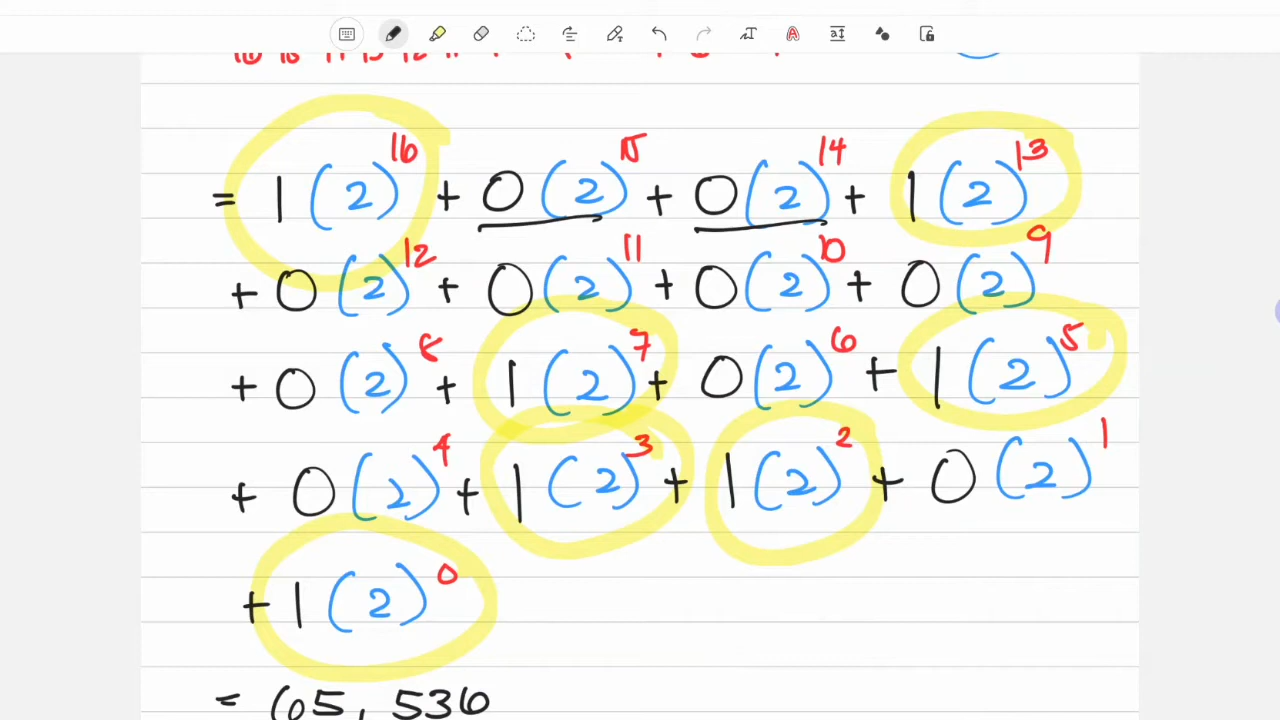 = 1(2)^16 + 0(2)^15 + 0(2)^14 + 1(2)^13
+ 0(2)^12 + 0(2)^11 + 0(2)^10 + 0(2)^9
+ 0(2)^8 + 1(2)^7 + 0(2)^6 + 1(2)^5
+ 0(2)^4 + 1(2)^3 + 1(2)^2 + 0(2)^1
+ 1(2)^0
= 65,536